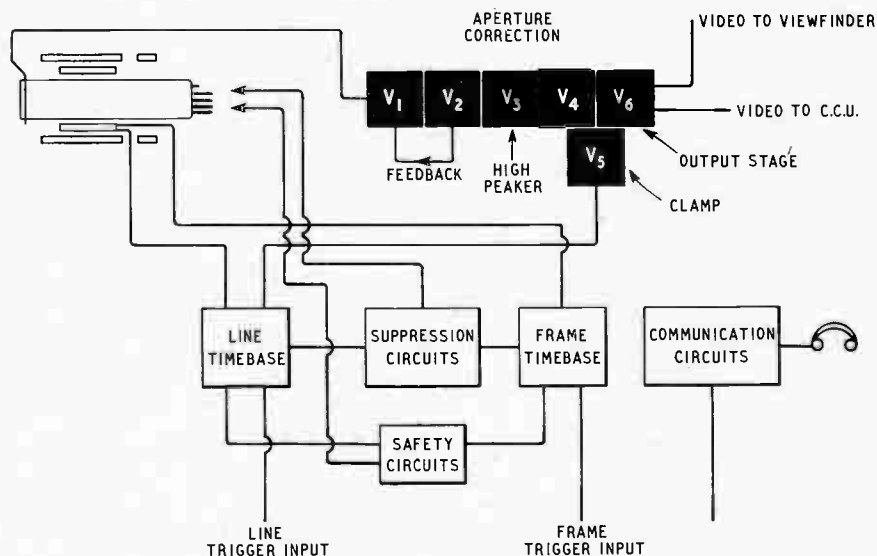 APERTURE
CORRECTION
VIDEO TO VIEWFINDER
V1
V2
V3
V4
V6
VIDEO TO C.C.U.
V5
FEEDBACK
HIGH
PEAKER
OUTPUT STAGE
CLAMP
LINE
TIMEBASE
SUPPRESSION
CIRCUITS
FRAME
TIMEBASE
COMMUNICATION
CIRCUITS
SAFETY
CIRCUITS
LINE
TRIGGER INPUT
FRAME
TRIGGER INPUT